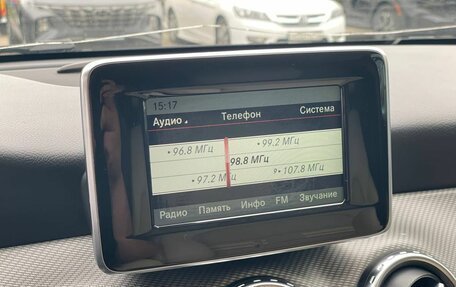 15:17
Аудио Телефон Система
96.8 МГц 99.2 МГц
98.8 МГц
97.2 МГц 9 107.8 МГц
Радио Память Инфо FM Звучание